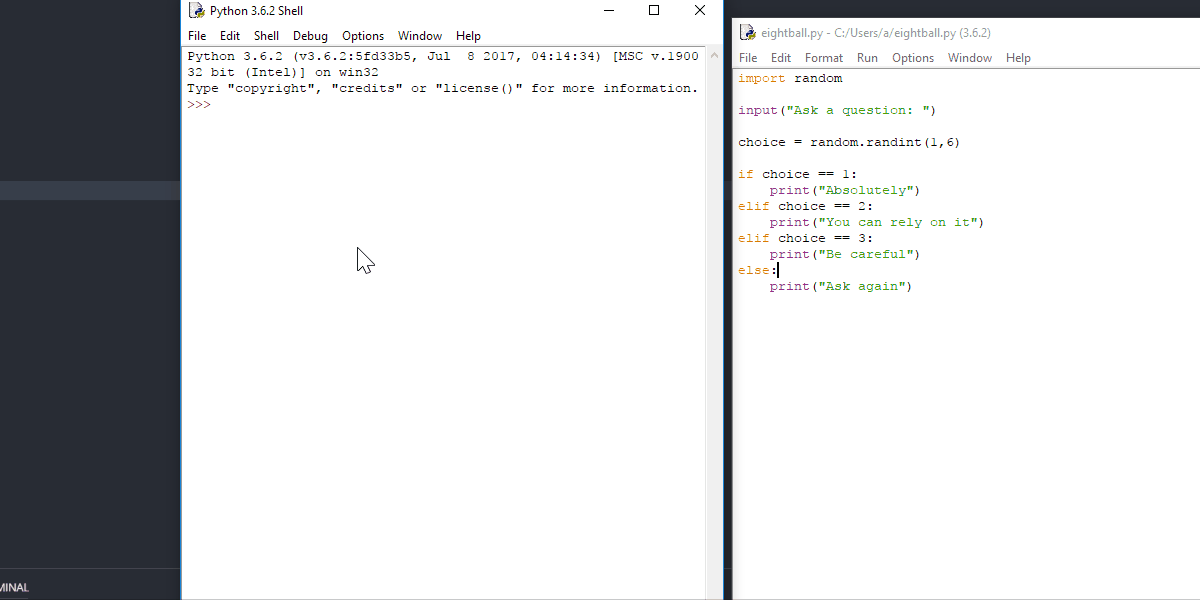 Python 3.6.2 Shell
File Edit Shell Debug Options Window Help
Python 3.6.2 (v3.6.2:5fd33b5, Jul  8 2017, 04:14:34) [MSC v.1900
32 bit (Intel)] on win32
Type "copyright", "credits" or "license()" for more information.
>>>
eightball.py - C:/Users/a/eightball.py (3.6.2)
File Edit Format Run Options Window Help
import random
input("Ask a question: ")
choice = random.randint(1,6)
if choice == 1:
    print("Absolutely")
elif choice == 2:
    print("You can rely on it")
elif choice == 3:
    print("Be careful")
else:
    print("Ask again")
MINAL